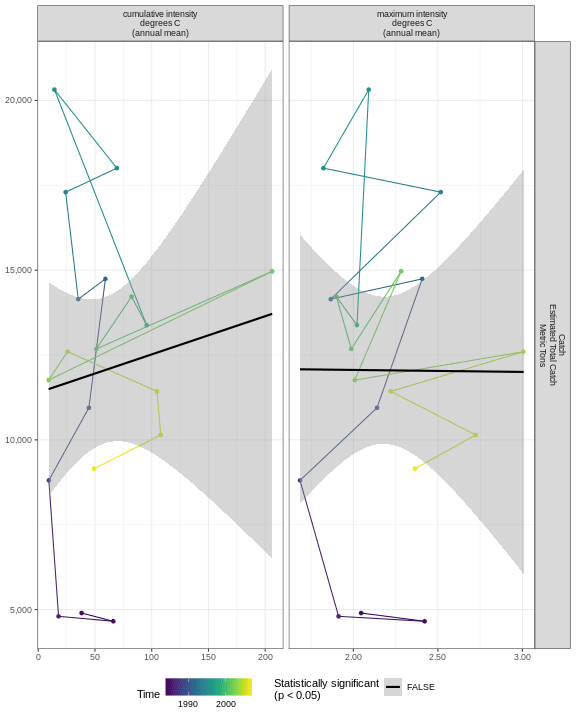 cumulative intensity
degrees C
(annual mean)
maximum intensity
degrees C
(annual mean)
20,000
15,000
10,000
5,000
Catch
Estimated Total Catch
Metric Tons
0
50
100
150
200
2.00
2.50
3.00
Time
1990
2000
Statistically significant
(p < 0.05)
FALSE